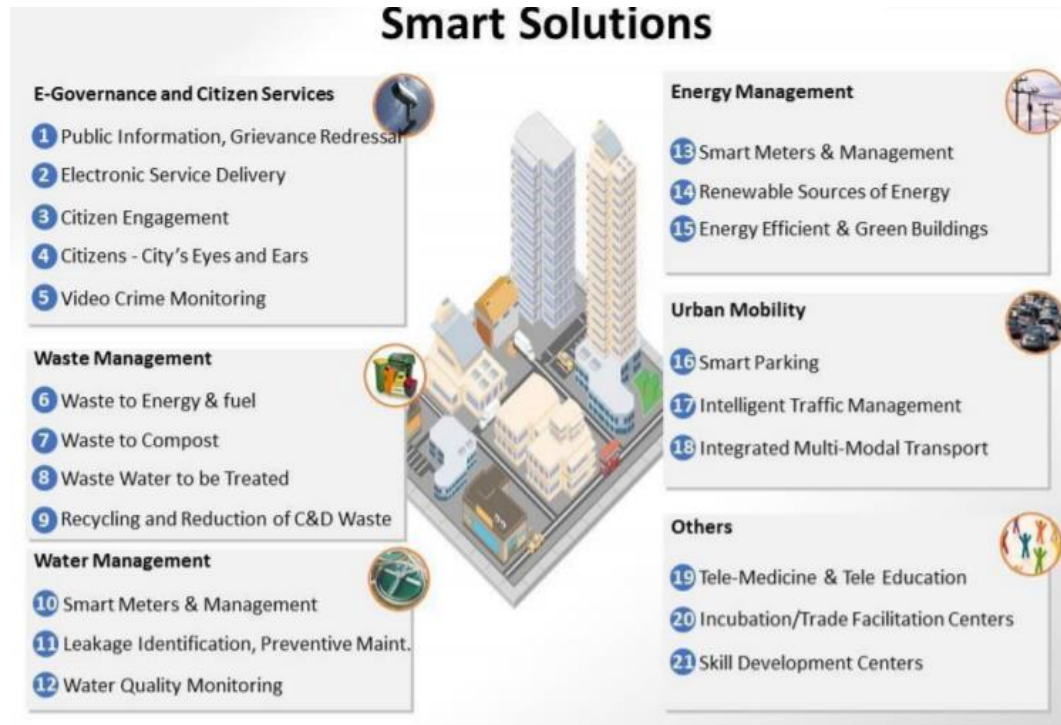 Smart Solutions
E-Governance and Citizen Services
1 Public Information, Grievance Redressal
2 Electronic Service Delivery
3 Citizen Engagement
4 Citizens - City's Eyes and Ears
5 Video Crime Monitoring
Waste Management
6 Waste to Energy & fuel
7 Waste to Compost
8 Waste Water to be Treated
9 Recycling and Reduction of C&D Waste
Water Management
10 Smart Meters & Management
11 Leakage Identification, Preventive Maint.
12 Water Quality Monitoring
Energy Management
13 Smart Meters & Management
14 Renewable Sources of Energy
15 Energy Efficient & Green Buildings
Urban Mobility
16 Smart Parking
17 Intelligent Traffic Management
18 Integrated Multi-Modal Transport
Others
19 Tele-Medicine & Tele Education
20 Incubation/Trade Facilitation Centers
21 Skill Development Centers